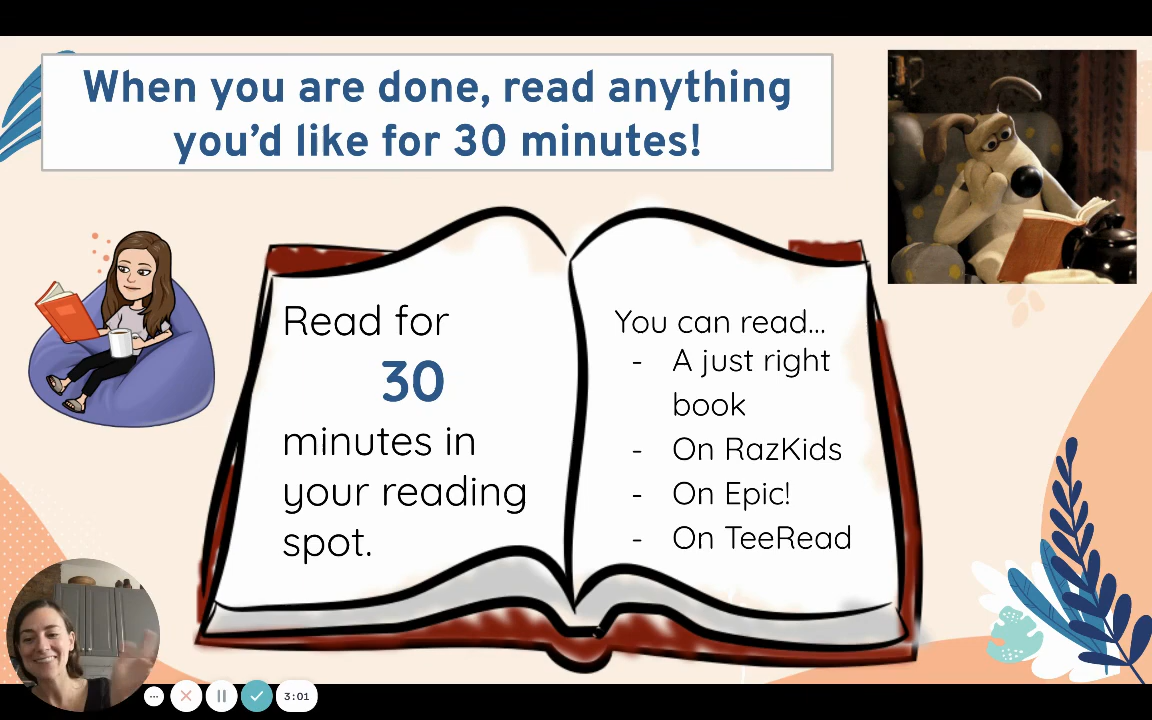 When you are done, read anything
you’d like for 30 minutes!
Read for
30
minutes in
your reading
spot.
You can read...
- A just right
book
- On RazKids
- On Epic!
- On TeeRead
3:01